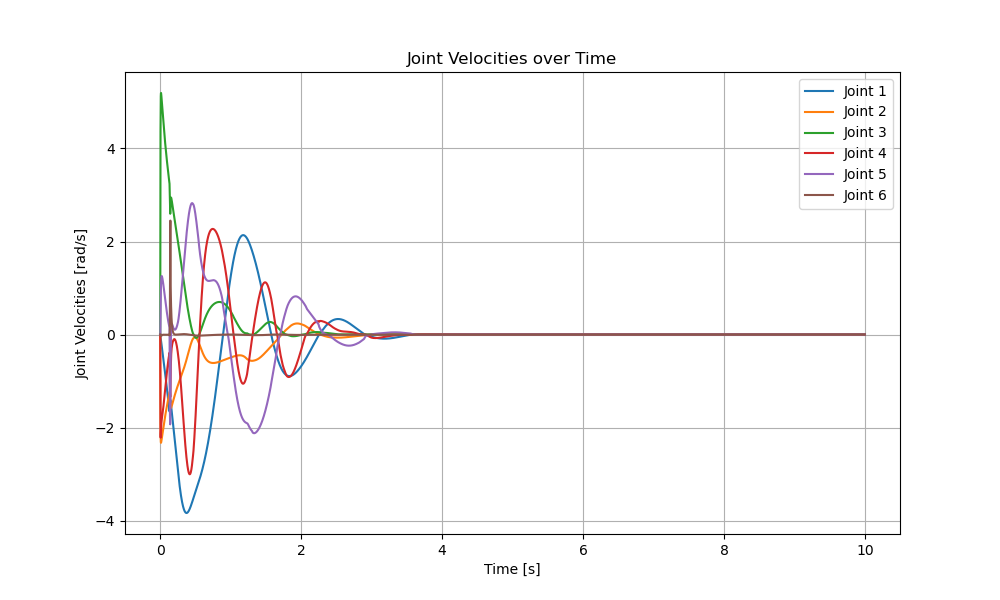 Joint Velocities over Time
Joint Velocities [rad/s]
4
2
0
−2
−4
0
2
4
6
8
10
Time [s]
Joint 1
Joint 2
Joint 3
Joint 4
Joint 5
Joint 6